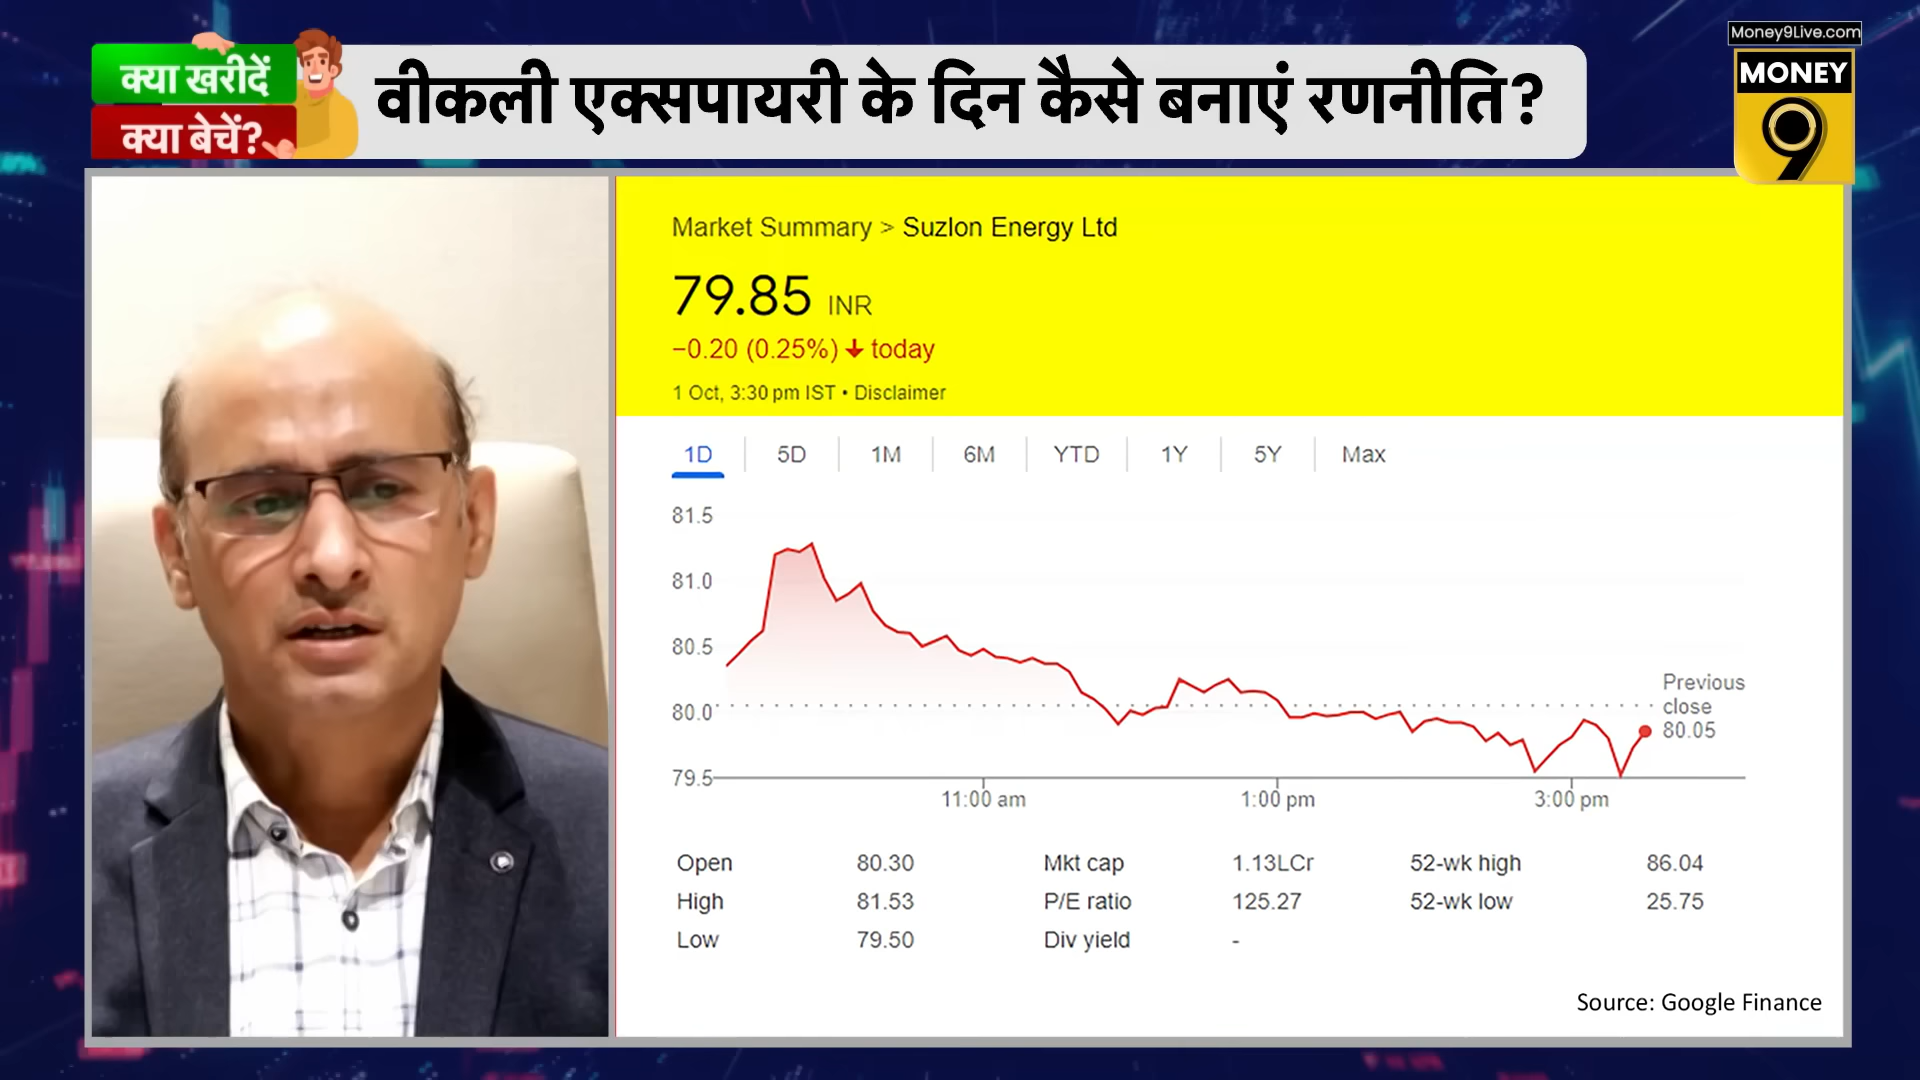 क्या खरीदें
क्या बेचें?
वीकली एक्सपायरी के दिन कैसे बनाएं रणनीति?
Money9Live.com
MONEY
9
Market Summary > Suzlon Energy Ltd
79.85 INR
−0.20 (0.25%) ↓ today
1 Oct, 3:30 pm IST • Disclaimer
1D 5D 1M 6M YTD 1Y 5Y Max
81.5
81.0
80.5
80.0
79.5
Previous
close
80.05
11:00 am 1:00 pm 3:00 pm
Open 80.30 Mkt cap 1.13LCr 52-wk high 86.04
High 81.53 P/E ratio 125.27 52-wk low 25.75
Low 79.50 Div yield -
Source: Google Finance